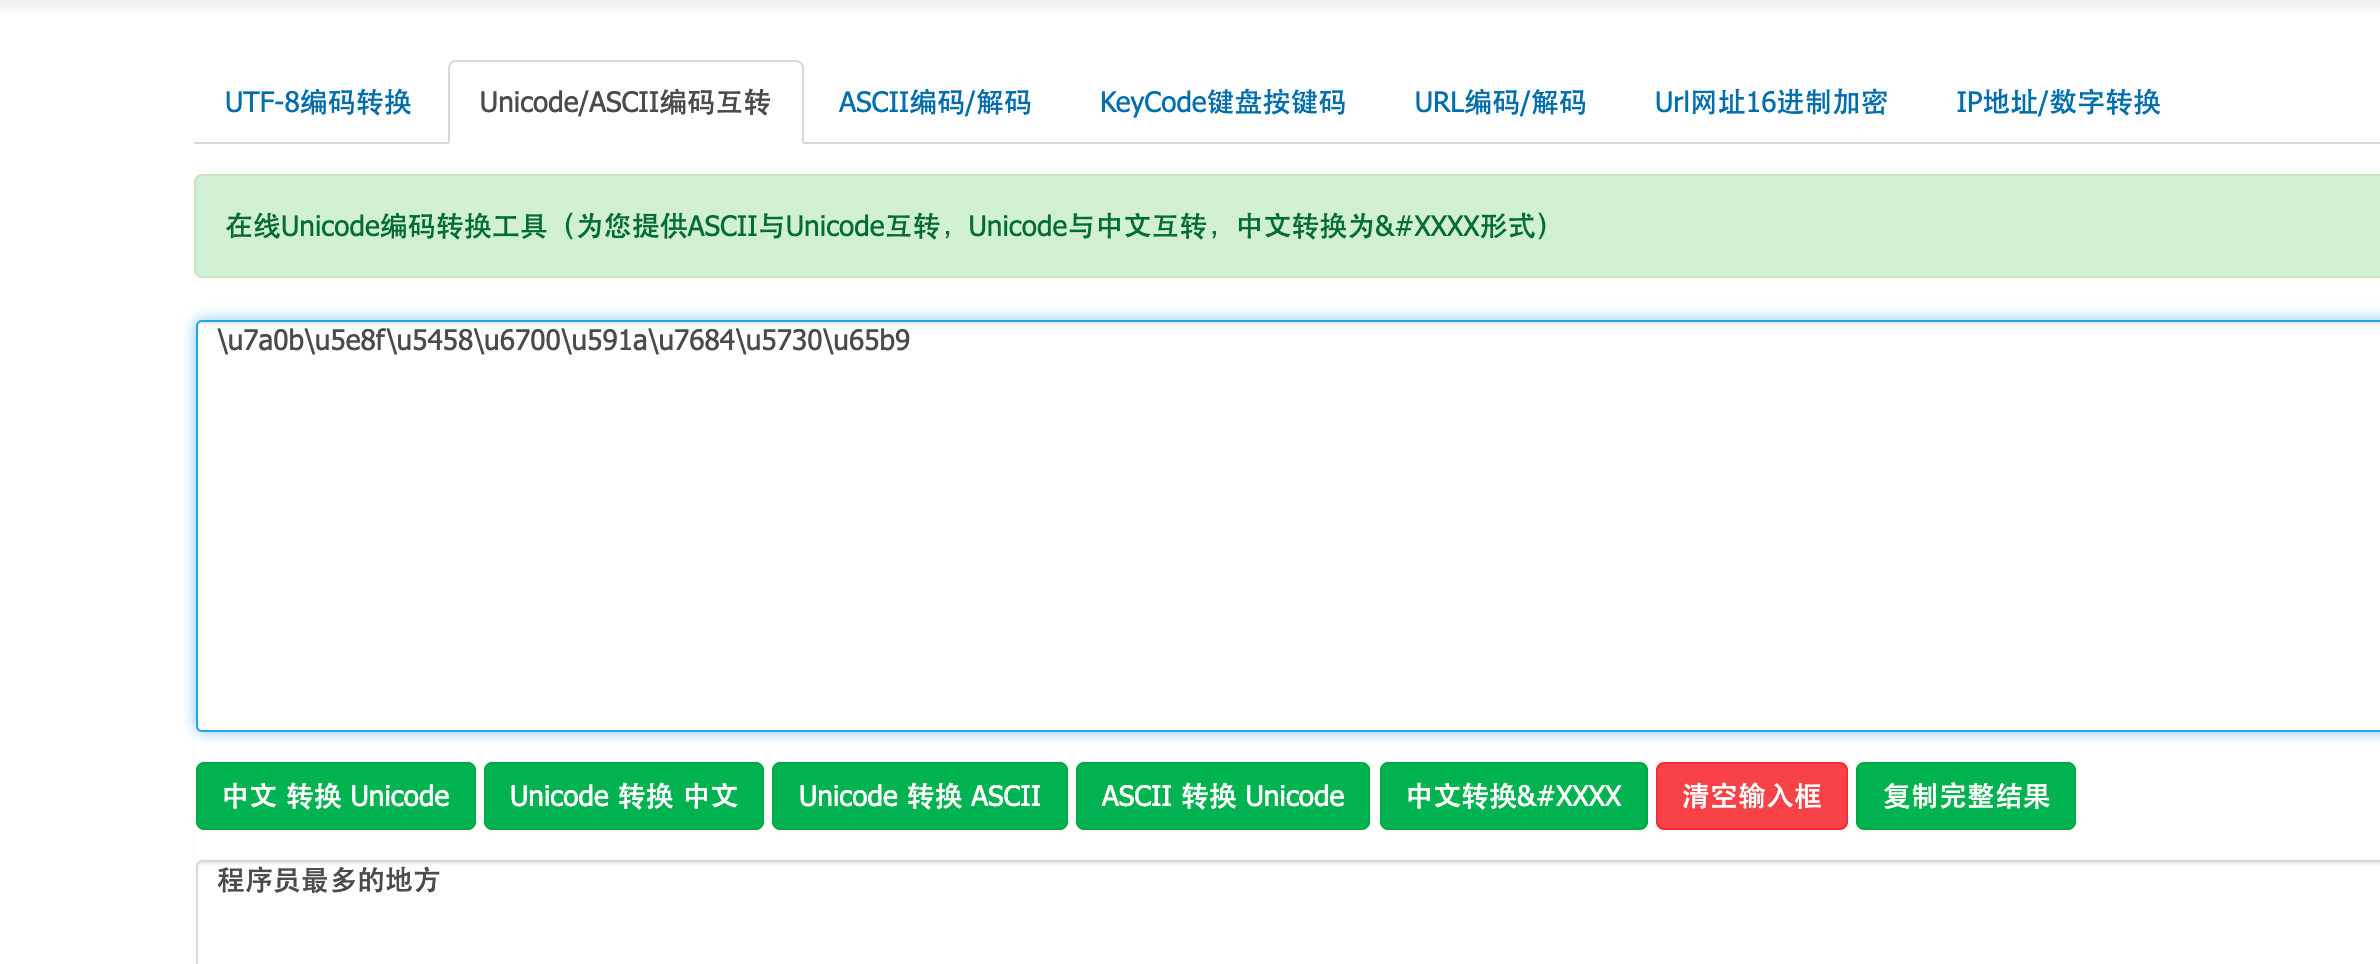 UTF-8编码转换 Unicode/ASCII编码互转 ASCII编码/解码 KeyCode键盘按键码 URL编码/解码 Url网址16进制加密 IP地址/数字转换
在线Unicode编码转换工具（为您提供ASCII与Unicode互转，Unicode与中文互转，中文转换为&#XXXX形式）
\u7a0b\u5e8f\u5458\u6700\u591a\u7684\u5730\u65b9
中文 转换 Unicode Unicode 转换 中文 Unicode 转换 ASCII ASCII 转换 Unicode 中文转换&#XXXX 清空输入框 复制完整结果
程序员最多的地方